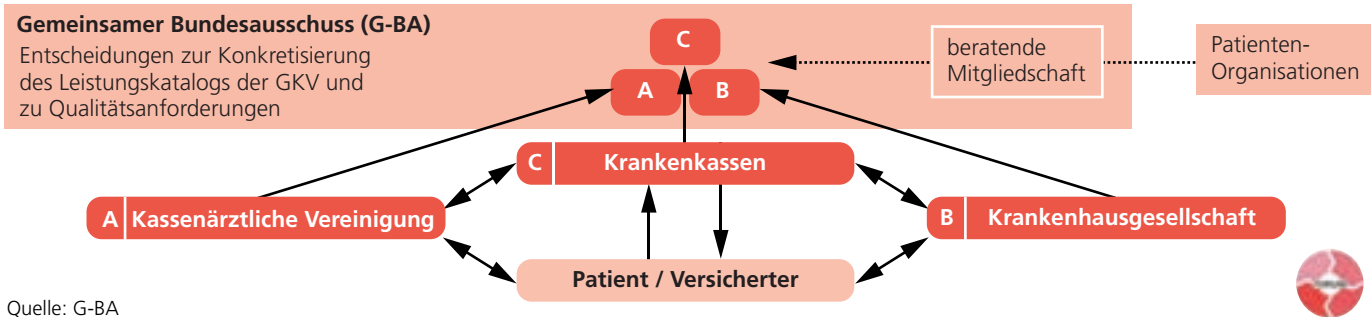 Gemeinsamer Bundesausschuss (G-BA)
Entscheidungen zur Konkretisierung
des Leistungskatalogs der GKV und
zu Qualitätsanforderungen
C
A
B
beratende
Mitgliedschaft
Patienten-
Organisationen
C Krankenkassen
A Kassenärztliche Vereinigung
B Krankenhausgesellschaft
Patient / Versicherter
Quelle: G-BA